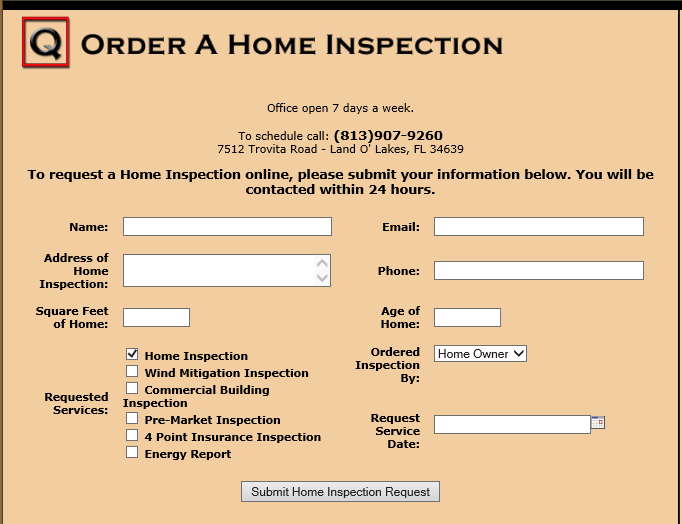 Q ORDER A HOME INSPECTION
Office open 7 days a week.
To schedule call: (813)907-9260
7512 Trovita Road - Land O' Lakes, FL 34639
To request a Home Inspection online, please submit your information below. You will be
contacted within 24 hours.
Name:
Email:
Address of
Home
Inspection:
Phone:
Square Feet
of Home:
Age of
Home:
Requested
Services:
Home Inspection
Wind Mitigation Inspection
Commercial Building
Inspection
Pre-Market Inspection
4 Point Insurance Inspection
Energy Report
Ordered
Inspection
By:
Home Owner
Request
Service
Date:
Submit Home Inspection Request